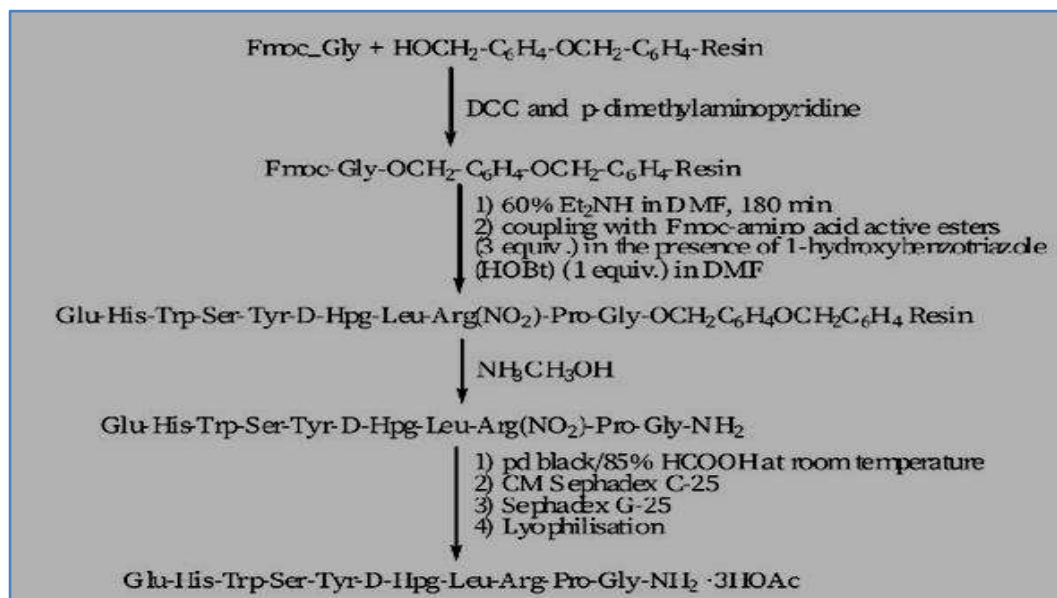 Fmoc_Gly + HOCH₂-C₆H₄-OCH₂-C₆H₄-Resin
DCC and p-dimethylaminopyridine
Fmoc-Gly-OCH₂-C₆H₄-OCH₂-C₆H₄-Resin
1) 60% Et₂NH in DMF, 180 min
2) coupling with Fmoc-amino acid active esters
(3 equiv.) in the presence of 1-hydroxybenzotriazole
(HOBt) (1 equiv.) in DMF
Glu-His-Trp-Ser-Tyr-D-Hpg-Leu-Arg(NO₂)-Pro-Gly-OCH₂C₆H₄OCH₂C₆H₄ Resin
NH₃CH₃OH
Glu-His-Trp-Ser-Tyr-D-Hpg-Leu-Arg(NO₂)-Pro-Gly-NH₂
1) pd black/85% HCOOH at room temperature
2) CM Sephadex C-25
3) Sephadex G-25
4) Lyophilisation
Glu-His-Trp-Ser-Tyr-D-Hpg-Leu-Arg-Pro-Gly-NH₂ ·3HOAc